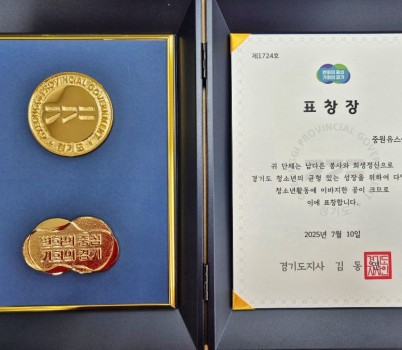 GYEONGGI PROVINCIAL GOVERNMENT
경기도
변화의 중심
기회의 경기
제1724호
변화의 중심
기회의 경기
표창장
중원유스
귀 단체는 남다른 봉사와 희생정신으로
경기도 청소년의 균형 있는 성장을 위하여 다
청소년활동에 이바지한 공이 크므로
이에 표창합니다.
2025년 7월 10일
경기도지사 김 동